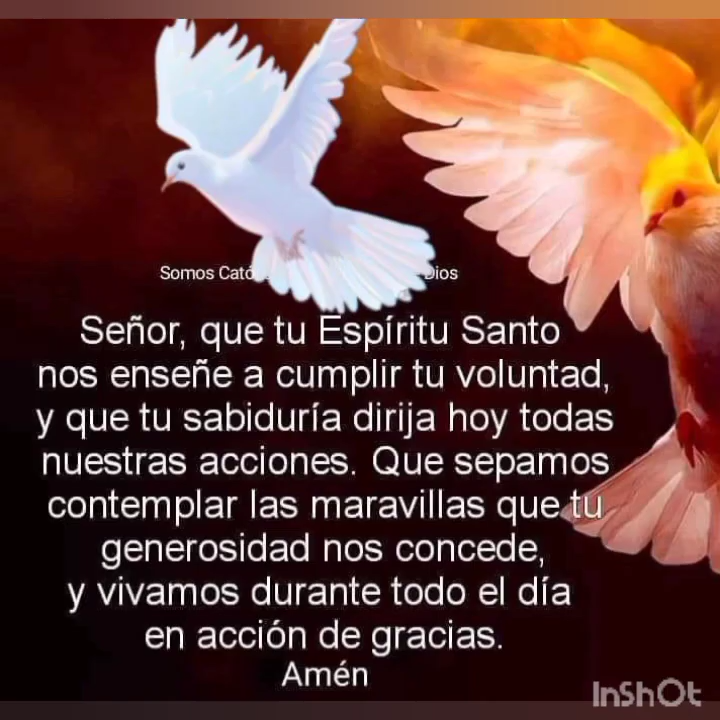 Somos Cató
Dios
Señor, que tu Espíritu Santo
nos enseñe a cumplir tu voluntad,
y que tu sabiduría dirija hoy todas
nuestras acciones. Que sepamos
contemplar las maravillas que tu
generosidad nos concede,
y vivamos durante todo el día
en acción de gracias.
Amén
InShOt